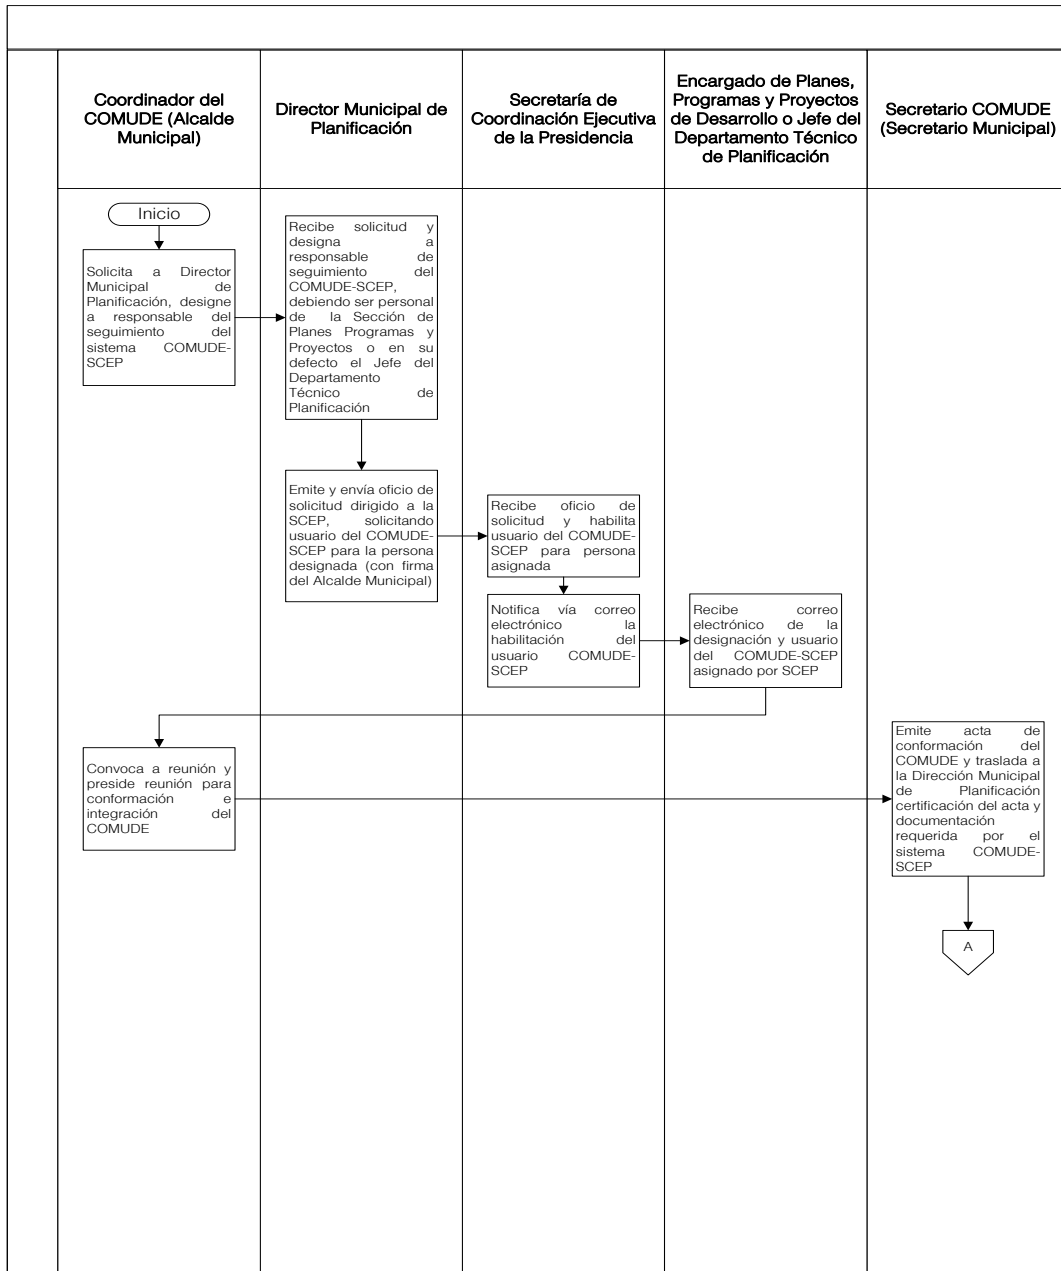 Coordinador del
COMUDE (Alcalde
Municipal)
Director Municipal de
Planificación
Secretaría de
Coordinación Ejecutiva
de la Presidencia
Encargado de Planes,
Programas y Proyectos
de Desarrollo o Jefe del
Departamento Técnico
de Planificación
Secretario COMUDE
(Secretario Municipal)
Inicio
Solicita a Director
Municipal de
Planificación, designe
a responsable del
seguimiento del
sistema COMUDE-
SCEP
Recibe solicitud y
designa a
responsable de
seguimiento del
COMUDE-SCEP,
debiendo ser personal
de la Sección de
Planes Programas y
Proyectos o en su
defecto el Jefe del
Departamento
Técnico de
Planificación
Emite y envía oficio de
solicitud dirigido a la
SCEP, solicitando
usuario del COMUDE-
SCEP para la persona
designada (con firma
del Alcalde Municipal)
Recibe oficio de
solicitud y habilita
usuario del COMUDE-
SCEP para persona
asignada
Notifica vía correo
electrónico la
habilitación del
usuario COMUDE-
SCEP
Recibe correo
electrónico de la
designación y usuario
del COMUDE-SCEP
asignado por SCEP
Convoca a reunión y
preside reunión para
conformación e
integración del
COMUDE
Emite acta de
conformación del
COMUDE y traslada a
la Dirección Municipal
de Planificación
certificación del acta y
documentación
requerida por el
sistema COMUDE-
SCEP
A